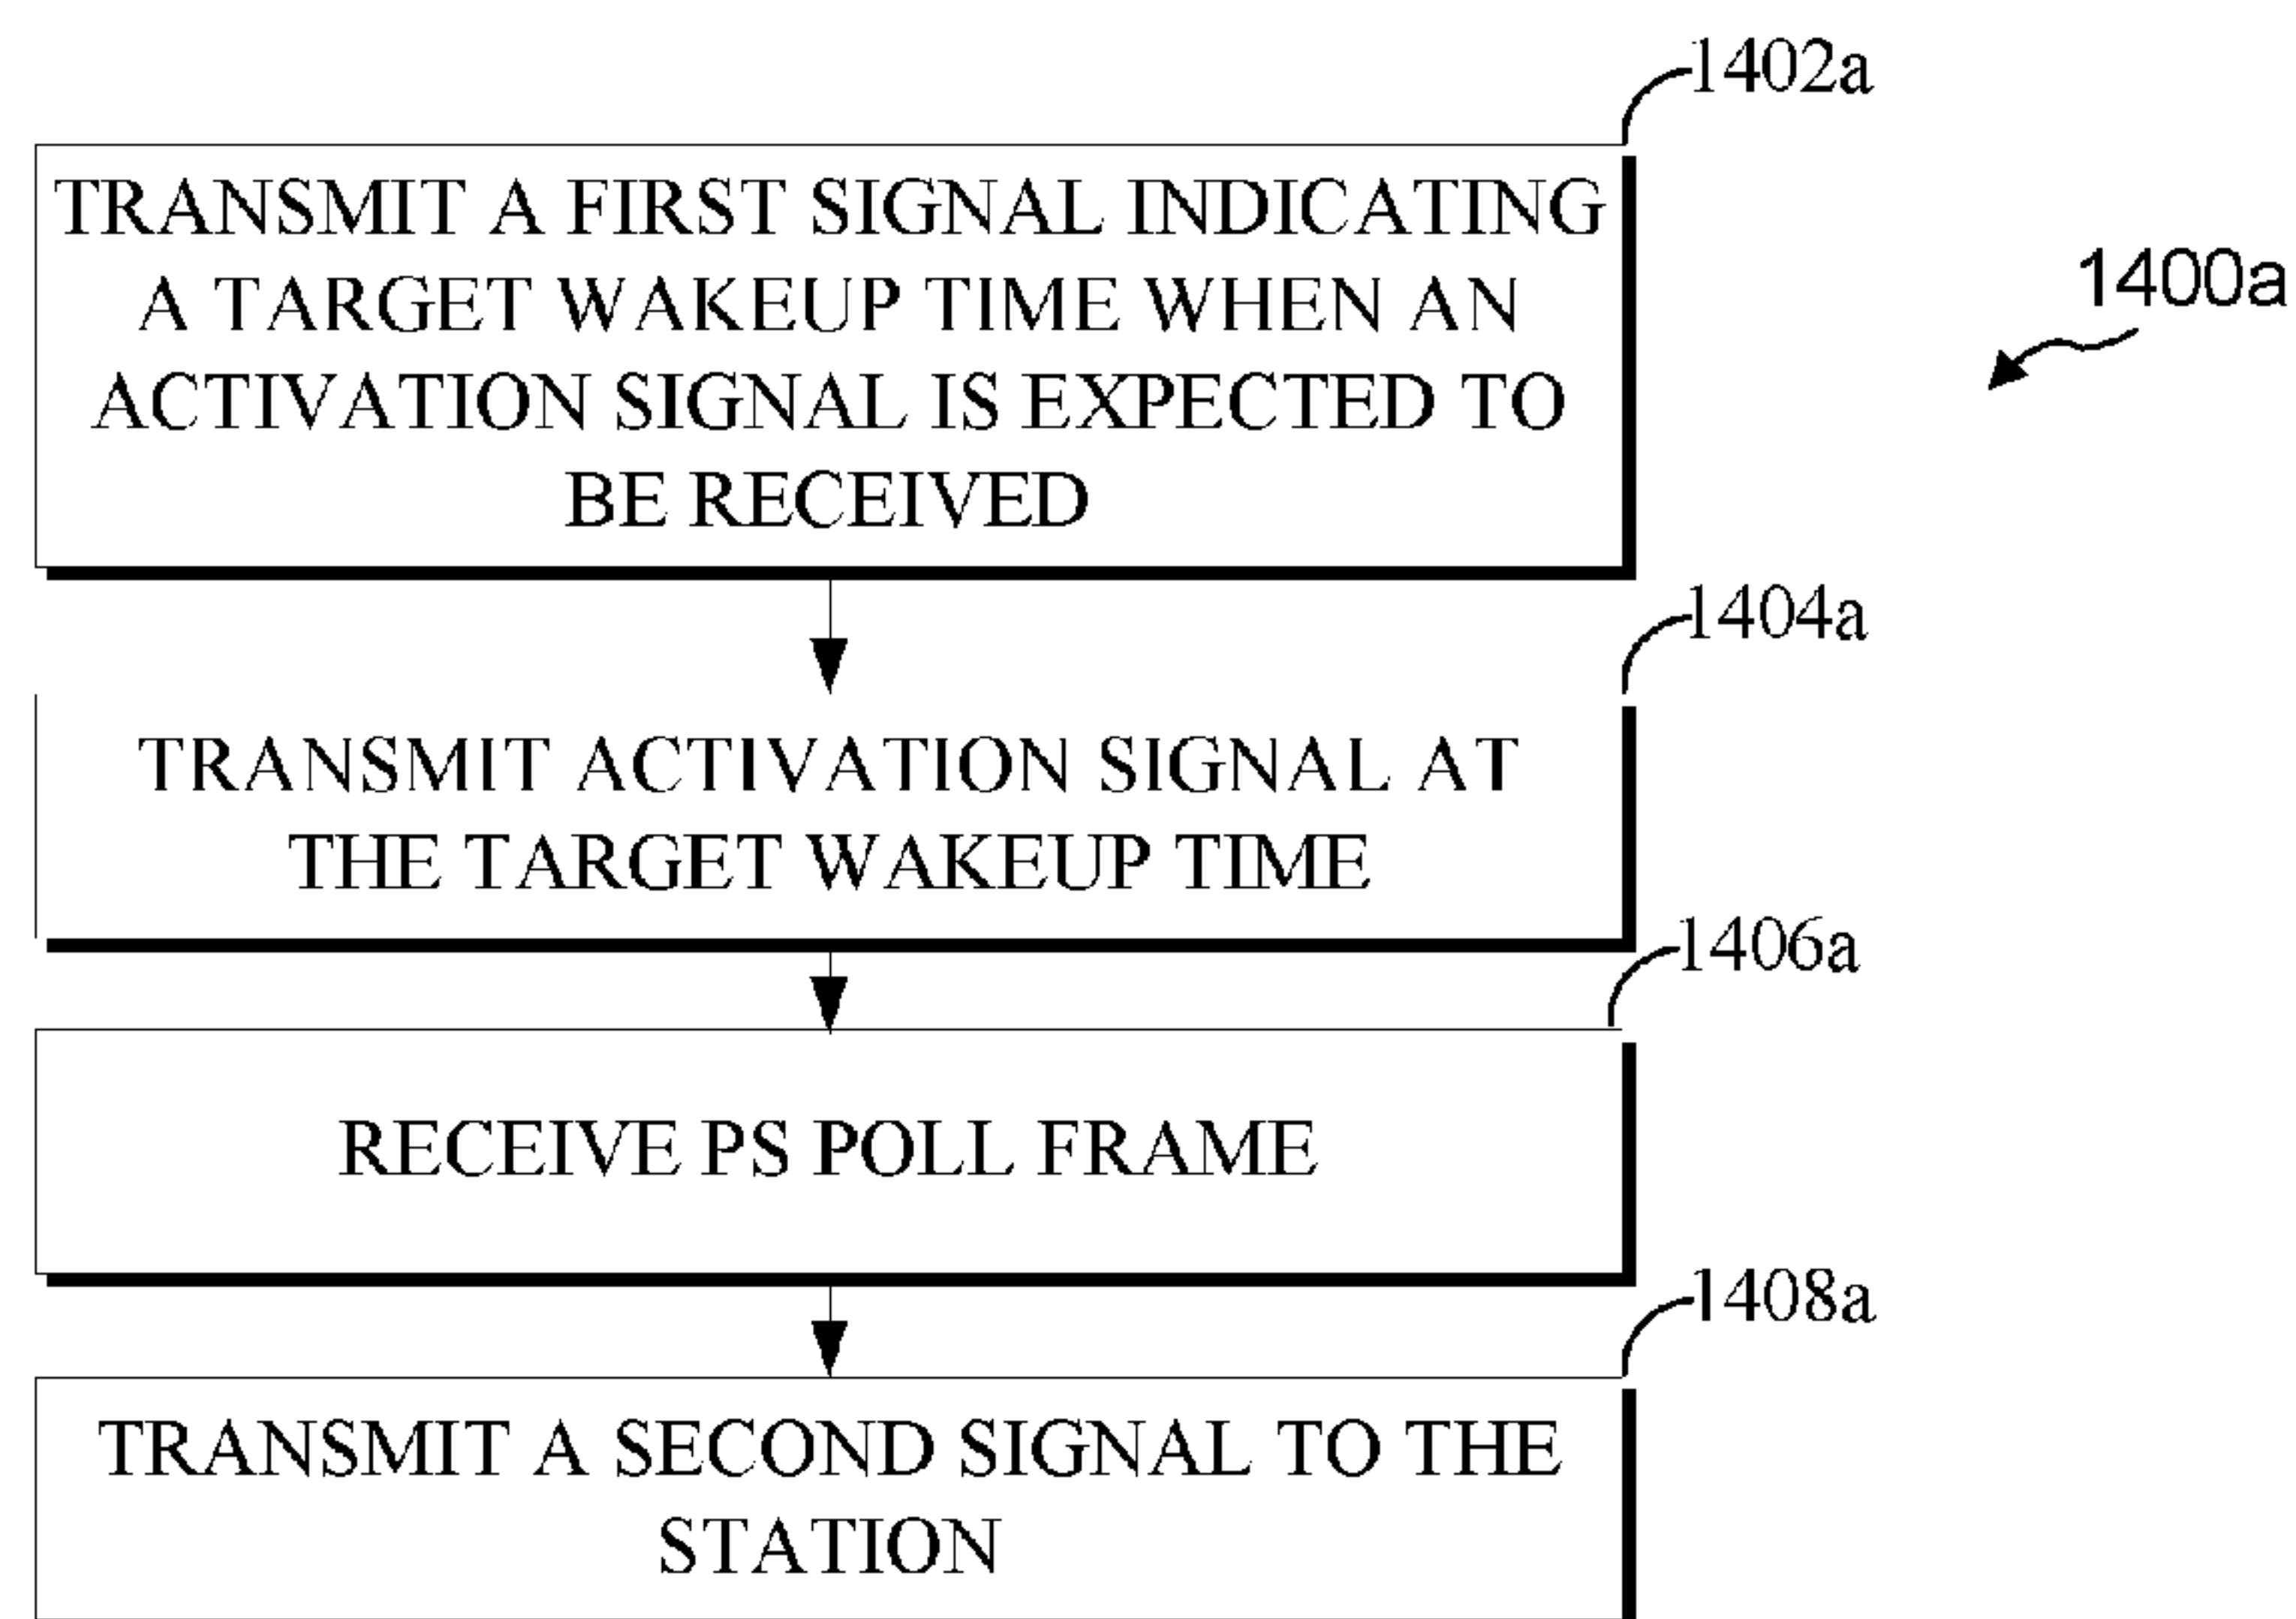 1402a
TRANSMIT A FIRST SIGNAL INDICATING
A TARGET WAKEUP TIME WHEN AN
ACTIVATION SIGNAL IS EXPECTED TO
BE RECEIVED
1400a
1404a
TRANSMIT ACTIVATION SIGNAL AT
THE TARGET WAKEUP TIME
1406a
RECEIVE PS POLL FRAME
1408a
TRANSMIT A SECOND SIGNAL TO THE
STATION